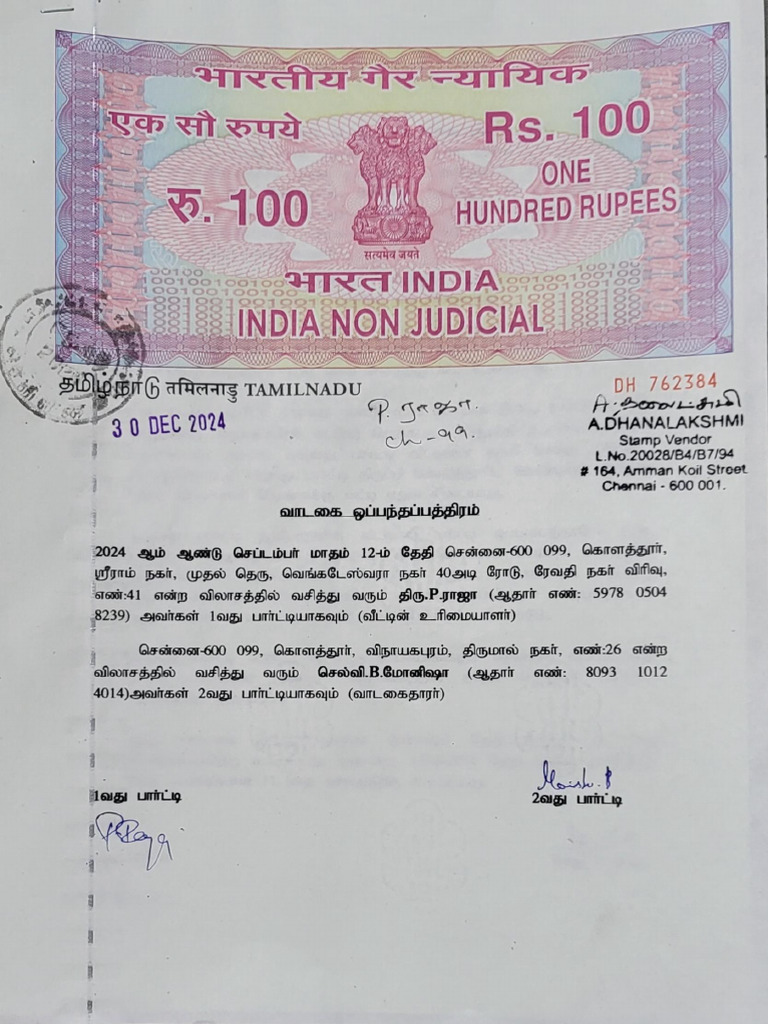 भारतीय गैर न्यायिक
एक सौ रुपये
Rs. 100
रु. 100
ONE
HUNDRED RUPEES
सत्यमेव जयते
भारत INDIA
INDIA NON JUDICIAL
தமிழ்நாடு तमिलनाडु TAMILNADU
DH 762384
30 DEC 2024
P. ராஜா.
ch-99.
A. தனலட்சுமி
A.DHANALAKSHMI
Stamp Vendor
L.No.20028/B4/B7/94
# 164, Amman Koil Street
Chennai - 600 001.
வாடகை ஒப்பந்தப்பத்திரம்
2024 ஆம் ஆண்டு செப்டம்பர் மாதம் 12-ம் தேதி சென்னை-600 099, கொளத்தூர்,
ஸ்ரீராம் நகர், முதல் தெரு, வெங்கடேஸ்வரா நகர் 40அடி ரோடு, ரேவதி நகர் விரிவு,
எண்:41 என்ற விலாசத்தில் வசித்து வரும் திரு.P.ராஜா (ஆதார் எண்: 5978 0504
8239) அவர்கள் 1வது பார்ட்டியாகவும் (வீட்டின் உரிமையாளர்)
சென்னை-600 099, கொளத்தூர், விநாயகபுரம், திருமால் நகர், எண்:26 என்ற
விலாசத்தில் வசித்து வரும் செல்வி.B.மோனிஷா (ஆதார் எண்: 8093 1012
4014)அவர்கள் 2வது பார்ட்டியாகவும் (வாடகைதாரர்)
1வது பார்ட்டி
2வது பார்ட்டி